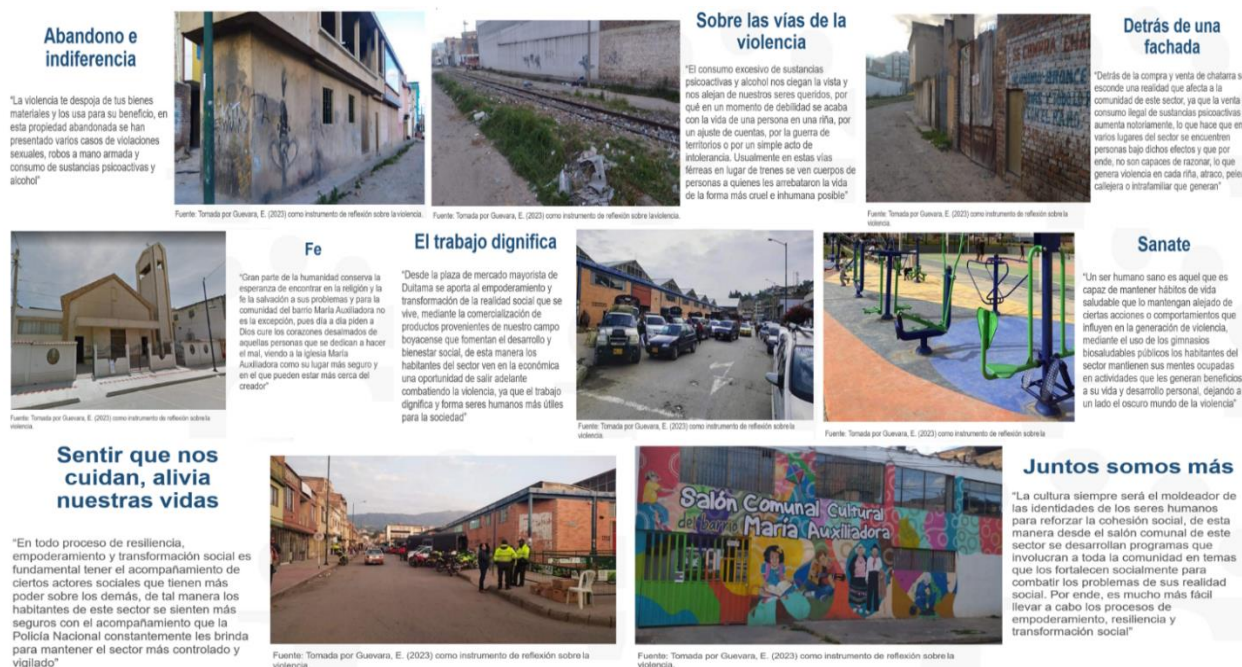 Abandono e
indiferencia
"La violencia te despoja de tus bienes
materiales y los usa para su beneficio, en
esta propiedad abandonada se han
presentado varios casos de violaciones
sexuales, robos a mano armada y
consumo de sustancias psicoactivas y
alcohol"
Fuente: Tomada por Guevara, E. (2023) como instrumento de reflexión sobre la violencia.
Fuente: Tomada por Guevara, E. (2023) como instrumento de reflexión sobre la violencia.
Sobre las vías de la
violencia
"El consumo excesivo de sustancias
psicoactivas y alcohol nos ciegan la vista y
nos alejan de nuestros seres queridos, por
qué en un momento de debilidad se acaba
con la vida de una persona en una riña, por
un ajuste de cuentas, por la guerra de
territorios o por un simple acto de
intolerancia. Usualmente en estas vías
férreas en lugar de trenes se ven cuerpos de
personas a quienes les arrebataron la vida
de la forma más cruel e inhumana posible"
SE COMPRA
Fuente: Tomada por Guevara, E. (2023) como instrumento de reflexión sobre la
violencia.
Detrás de una
fachada
"Detrás de la compra y venta de chatarra s
esconde una realidad que afecta a la
comunidad de este sector, ya que la venta
consumo ilegal de sustancias psicoactivas
aumenta notoriamente, lo que hace que en
varios lugares del sector se encuentren
personas bajo dichos efectos y que por
ende, no son capaces de razonar, lo que
genera violencia en cada riña, atraco, pele
callejera o intrafamiliar que generan"
Fuente: Tomada por Guevara, E. (2023) como instrumento de reflexión sobre la
violencia.
Fe
"Gran parte de la humanidad conserva la
esperanza de encontrar en la religión y la
fe la salvación a sus problemas y para la
comunidad del barrio María Auxiliadora no
es la excepción, pues día a día piden a
Dios cure los corazones desalmados de
aquellas personas que se dedican a hacer
el mal, viendo a la iglesia María
Auxiliadora como su lugar más seguro y
en el que pueden estar más cerca del
creador"
El trabajo dignifica
"Desde la plaza de mercado mayorista de
Duitama se aporta al empoderamiento y
transformación de la realidad social que se
vive, mediante la comercialización de
productos provenientes de nuestro campo
boyacense que fomentan el desarrollo y
bienestar social, de esta manera los
habitantes del sector ven en la económica
una oportunidad de salir adelante
combatiendo la violencia, ya que el trabajo
dignifica y forma seres humanos más útiles
para la sociedad"
Fuente: Tomada por Guevara, E. (2023) como instrumento de reflexión sobre la
violencia.
Fuente: Tomada por Guevara, E. (2023) como instrumento de reflexión sobre la
Sanate
"Un ser humano sano es aquel que es
capaz de mantener hábitos de vida
saludable que lo mantengan alejado de
ciertas acciones o comportamientos que
influyen en la generación de violencia,
mediante el uso de los gimnasios
biosaludables públicos los habitantes del
sector mantienen sus mentes ocupadas
en actividades que les generan beneficios
a su vida y desarrollo personal, dejando a
un lado el oscuro mundo de la violencia"
Sentir que nos
cuidan, alivia
nuestras vidas
"En todo proceso de resiliencia,
empoderamiento y transformación social es
fundamental tener el acompañamiento de
ciertos actores sociales que tienen más
poder sobre los demás, de tal manera los
habitantes de este sector se sienten más
seguros con el acompañamiento que la
Policía Nacional constantemente les brinda
para mantener el sector más controlado y
vigilado"
Fuente: Tomada por Guevara, E. (2023) como instrumento de reflexión sobre la
violencia.
Salón Comunal Cultural
del barrio María Auxiliadora
Fuente: Tomada por Guevara, E. (2023) como instrumento de reflexión sobre la
violencia.
Juntos somos más
"La cultura siempre será el moldeador de
las identidades de los seres humanos
para reforzar la cohesión social, de esta
manera desde el salón comunal de este
sector se desarrollan programas que
involucran a toda la comunidad en temas
que los fortalecen socialmente para
combatir los problemas de sus realidad
social. Por ende, es mucho más fácil
llevar a cabo los procesos de
empoderamiento, resiliencia y
transformación social"